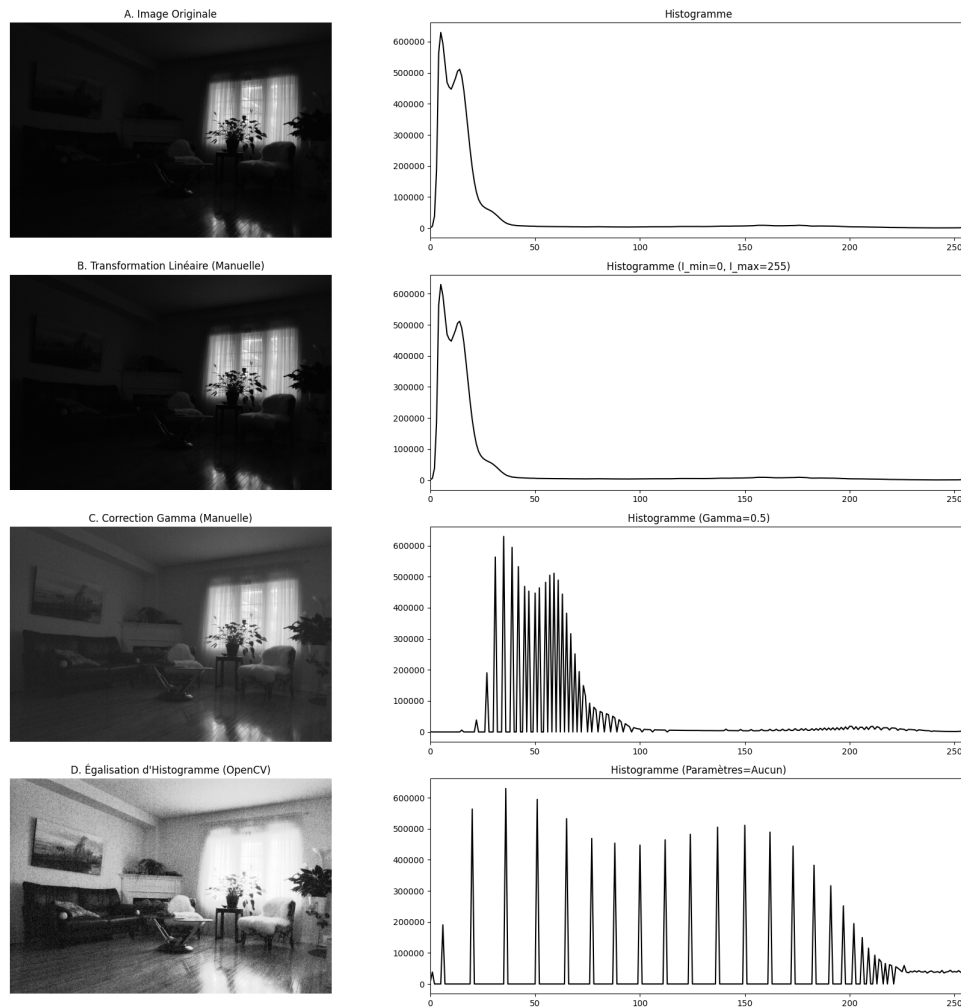 A. Image Originale
Histogramme
600000
500000
400000
300000
200000
100000
0
0 50 100 150 200 250
B. Transformation Linéaire (Manuelle)
Histogramme (I_min=0, I_max=255)
600000
500000
400000
300000
200000
100000
0
0 50 100 150 200 250
C. Correction Gamma (Manuelle)
Histogramme (Gamma=0.5)
600000
500000
400000
300000
200000
100000
0
0 50 100 150 200 250
D. Égalisation d'Histogramme (OpenCV)
Histogramme (Paramètres=Aucun)
600000
500000
400000
300000
200000
100000
0
0 50 100 150 200 250